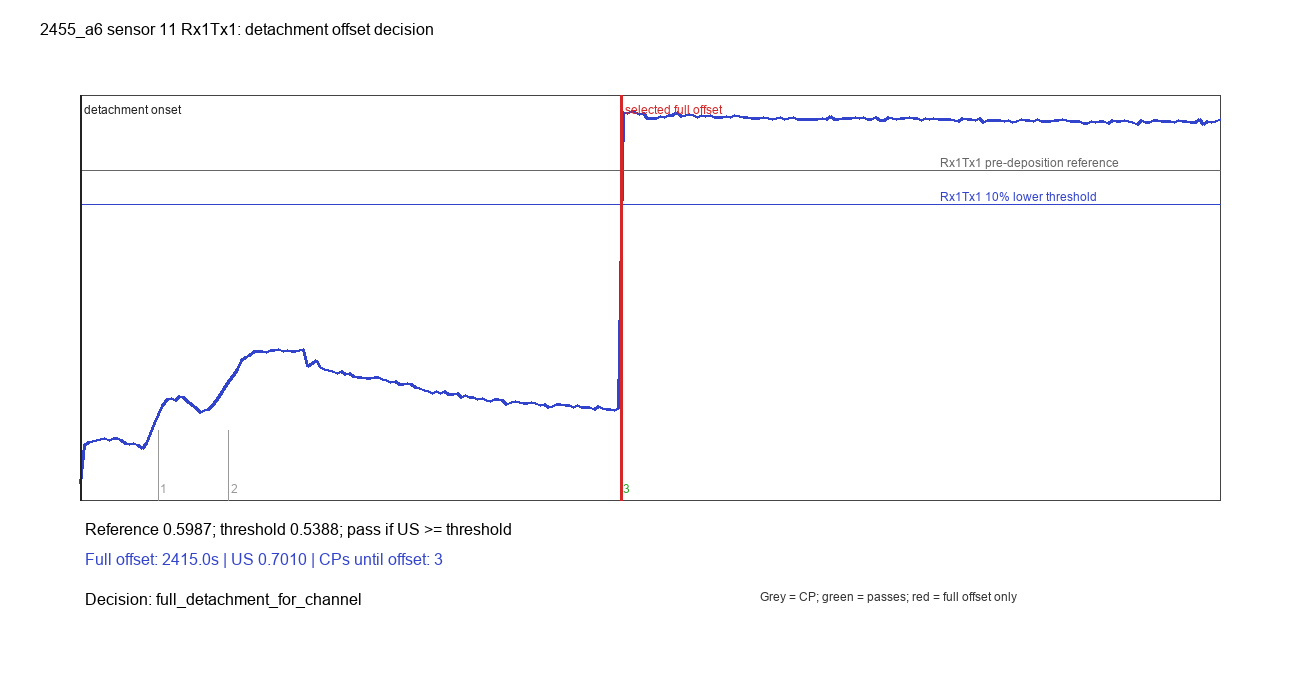 2455_a6 sensor 11 Rx1Tx1: detachment offset decision
detachment onset
selected full offset
Rx1Tx1 pre-deposition reference
Rx1Tx1 10% lower threshold
1
2
3
Reference 0.5987; threshold 0.5388; pass if US >= threshold
Full offset: 2415.0s | US 0.7010 | CPs until offset: 3
Decision: full_detachment_for_channel
Grey = CP; green = passes; red = full offset only